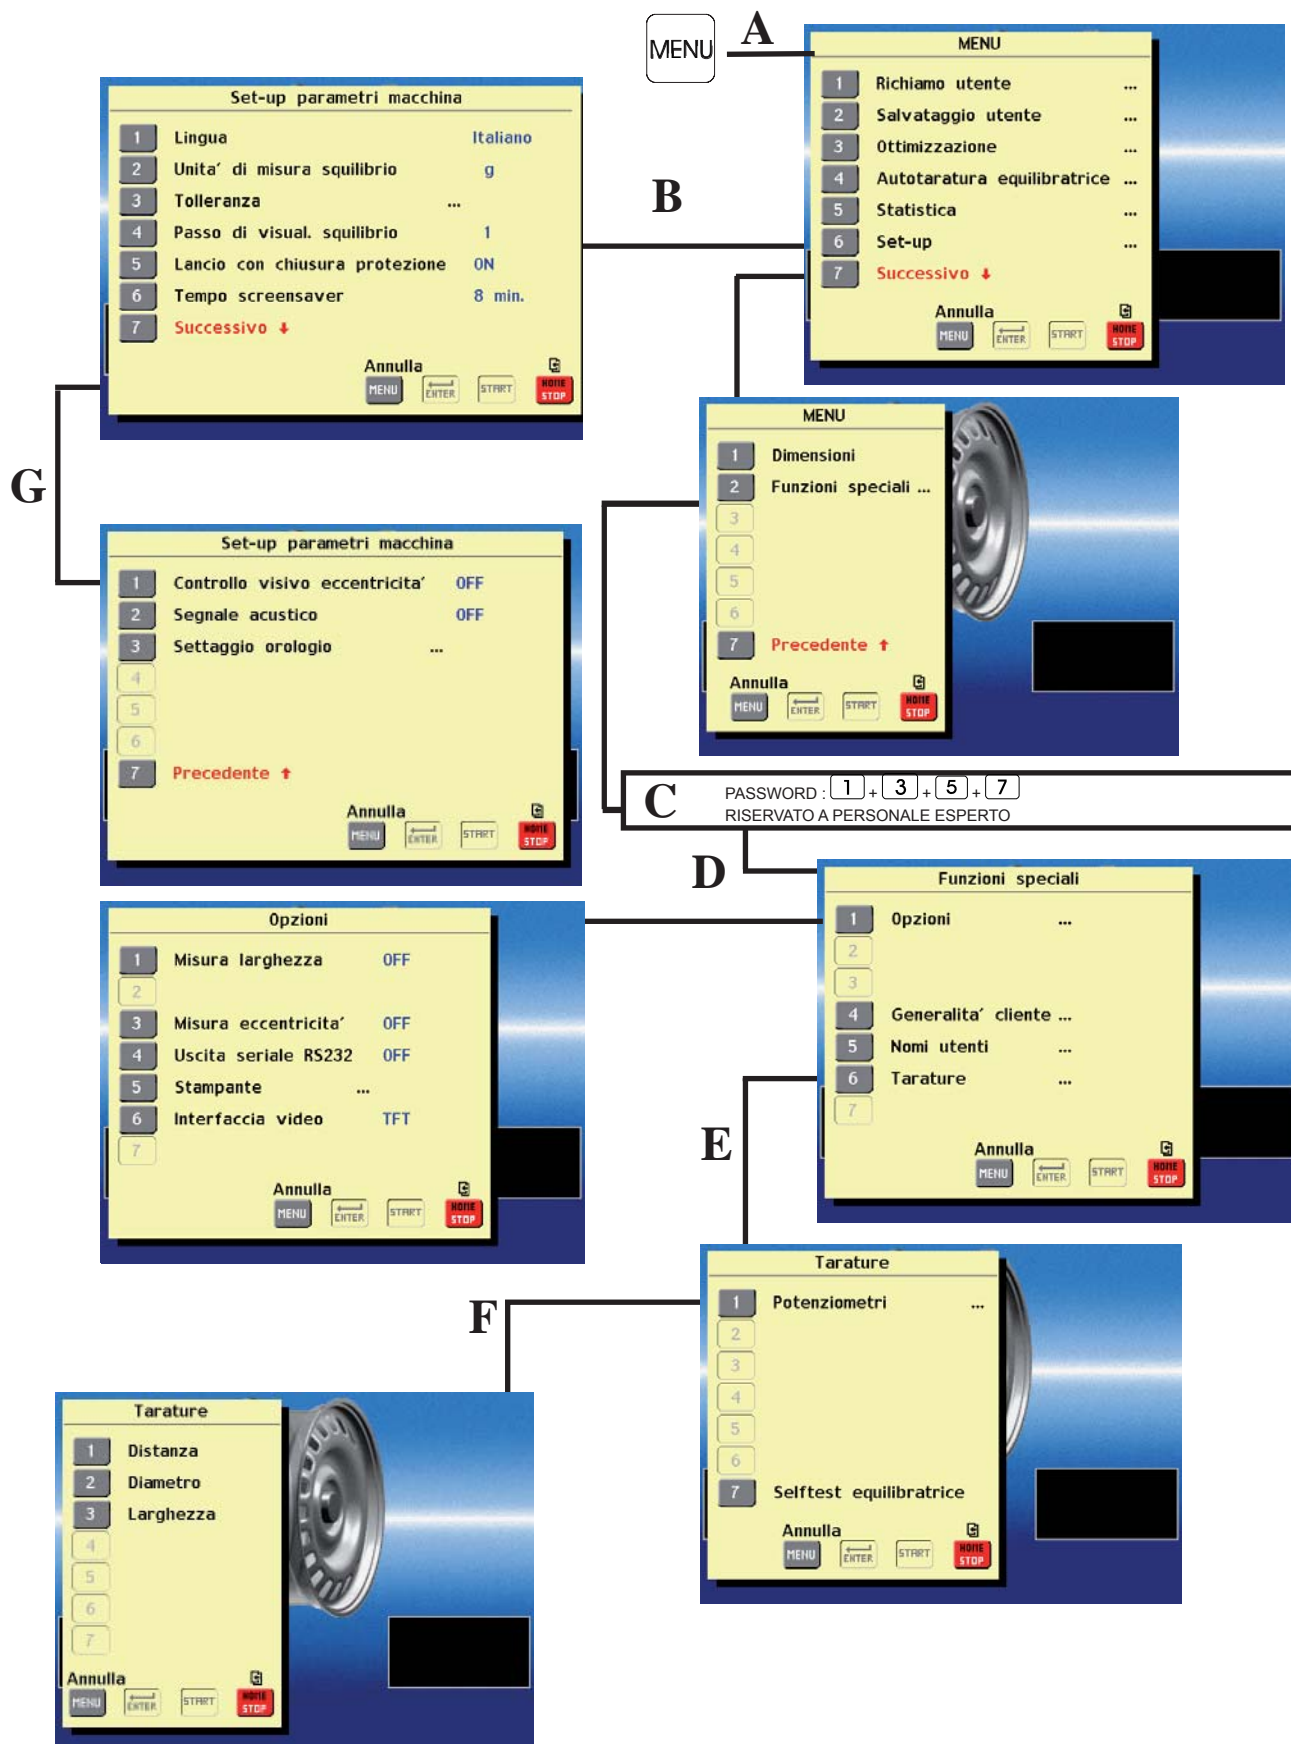 MENU
A
MENU
1 Richiamo utente ...
2 Salvataggio utente ...
3 Ottimizzazione ...
4 Autotaratura equilibratrice ...
5 Statistica ...
6 Set-up ...
7 Successivo ↓
Annulla
MENU ENTER START HOME STOP
Set-up parametri macchina
1 Lingua Italiano
2 Unita' di misura squilibrio g
3 Tolleranza ...
4 Passo di visual. squilibrio 1
5 Lancio con chiusura protezione ON
6 Tempo screensaver 8 min.
7 Successivo ↓
Annulla
MENU ENTER START HOME STOP
B
MENU
1 Dimensioni
2 Funzioni speciali ...
3
4
5
6
7 Precedente ↑
Annulla
MENU ENTER START HOME STOP
G
Set-up parametri macchina
1 Controllo visivo eccentricita' OFF
2 Segnale acustico OFF
3 Settaggio orologio ...
4
5
6
7 Precedente ↑
Annulla
MENU ENTER START HOME STOP
C
PASSWORD : 1 + 3 + 5 + 7
RISERVATO A PERSONALE ESPERTO
D
Funzioni speciali
1 Opzioni ...
2
3
4 Generalita' cliente ...
5 Nomi utenti ...
6 Tarature ...
7
Annulla
MENU ENTER START HOME STOP
Opzioni
1 Misura larghezza OFF
2
3 Misura eccentricita' OFF
4 Uscita seriale RS232 OFF
5 Stampante ...
6 Interfaccia video TFT
7
Annulla
MENU ENTER START HOME STOP
E
Tarature
1 Potenziometri ...
2
3
4
5
6
7 Selftest equilibratrice
Annulla
MENU ENTER START HOME STOP
F
Tarature
1 Distanza
2 Diametro
3 Larghezza
4
5
6
7
Annulla
MENU ENTER START HOME STOP